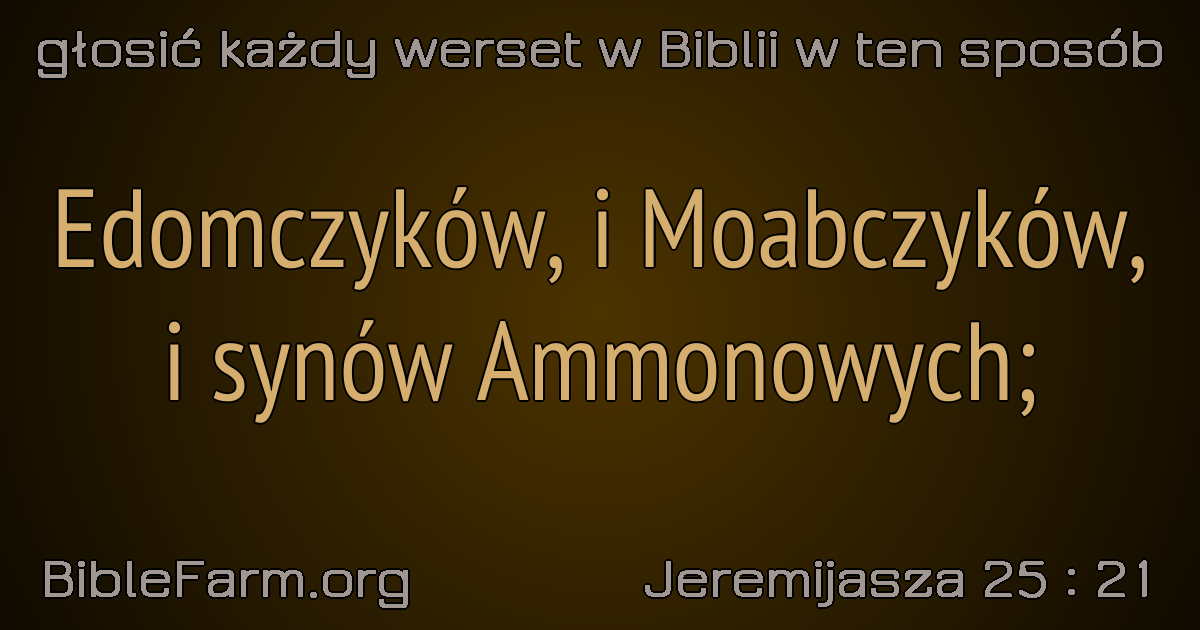 głosić każdy werset w Biblii w ten sposób
Edomczyków, i Moabczyków,
i synów Ammonowych;
BibleFarm.org
Jeremijasza 25 : 21